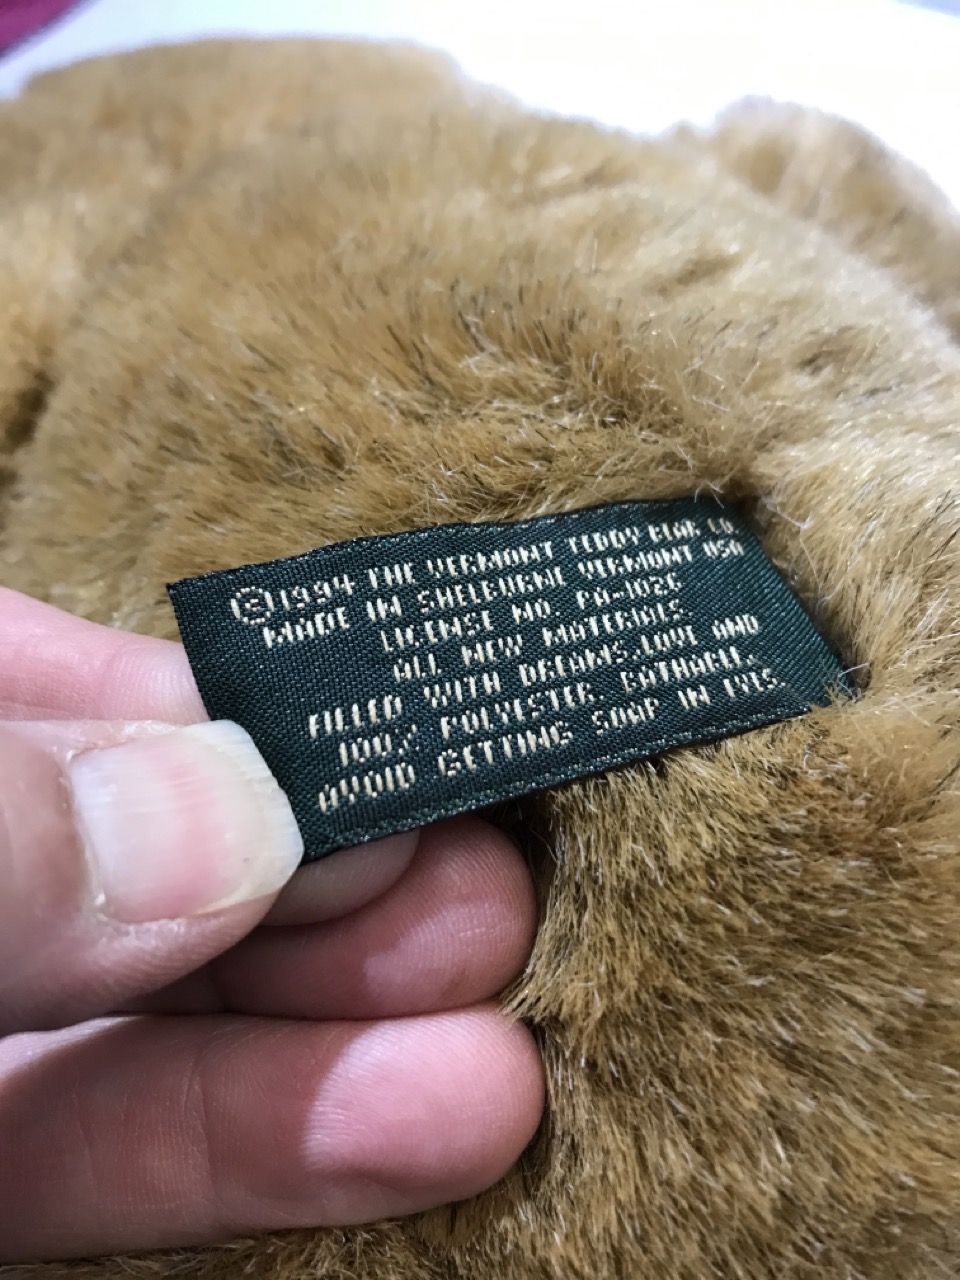 © 1994 THE VERMONT TEDDY BEAR CO
MADE IN SHELBURNE VERMONT USA
LICENSE NO. PA-1026
ALL NEW MATERIALS
FILLED WITH DREAMS, LOVE AND
100% POLYESTER. BATHABLE.
AVOID GETTING SOAP IN EYES.